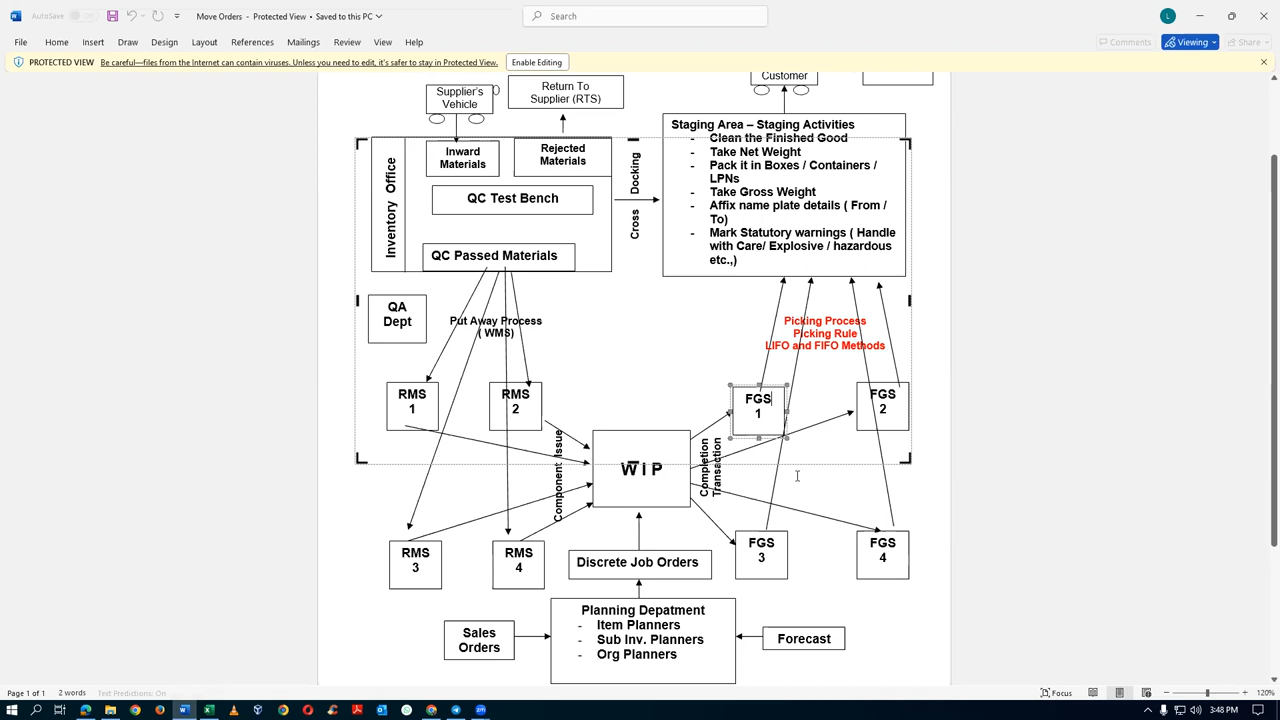 AutoSave
Off
Move Orders - Protected View • Saved to this PC
Search
L
File
Home
Insert
Draw
Design
Layout
References
Mailings
Review
View
Help
Comments
Viewing
Share
PROTECTED VIEW
Be careful—files from the Internet can contain viruses. Unless you need to edit, it's safer to stay in Protected View.
Enable Editing
Supplier's
Vehicle
Return To
Supplier (RTS)
Customer
Inventory Office
Inward
Materials
Rejected
Materials
QC Test Bench
QC Passed Materials
Cross Docking
Staging Area – Staging Activities
- Clean the Finished Good
- Take Net Weight
- Pack it in Boxes / Containers /
LPNs
- Take Gross Weight
- Affix name plate details ( From /
To)
- Mark Statutory warnings ( Handle
with Care/ Explosive / hazardous
etc.,)
QA
Dept
Put Away Process
( WMS)
Picking Process
Picking Rule
LIFO and FIFO Methods
RMS
1
RMS
2
FGS
1
FGS
2
Component Issue
W I P
Completion
Transaction
RMS
3
RMS
4
FGS
3
FGS
4
Discrete Job Orders
Planning Depatment
- Item Planners
- Sub Inv. Planners
- Org Planners
Sales
Orders
Forecast
Page 1 of 1
2 words
Text Predictions: On
Focus
120%
3:48 PM